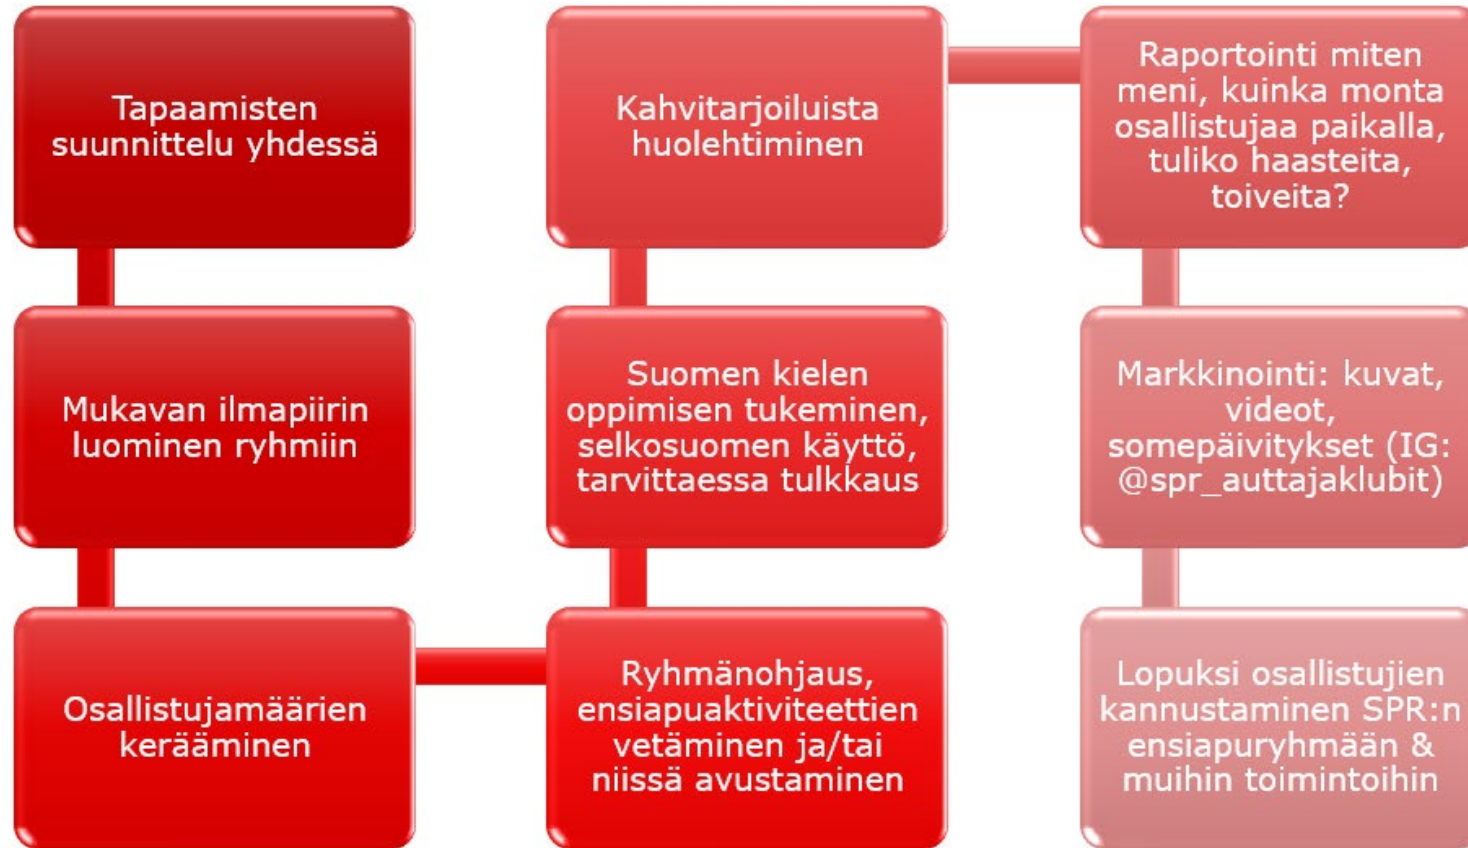 Tapaamisten
suunnittelu yhdessä
Mukavan ilmapiirin
luominen ryhmiin
Osallistujamäärien
kerääminen
Ryhmänohjaus,
ensiapuaktiviteettien
vetäminen ja/tai
niissä avustaminen
Suomen kielen
oppimisen tukeminen,
selkosuomen käyttö,
tarvittaessa tulkkaus
Kahvitarjoiluista
huolehtiminen
Raportointi miten
meni, kuinka monta
osallistujaa paikalla,
tuliko haasteita,
toiveita?
Markkinointi: kuvat,
videot,
somepäivitykset (IG:
@spr_auttajaklubit)
Lopuksi osallistujien
kannustaminen SPR:n
ensiapuryhmään &
muihin toimintoihin